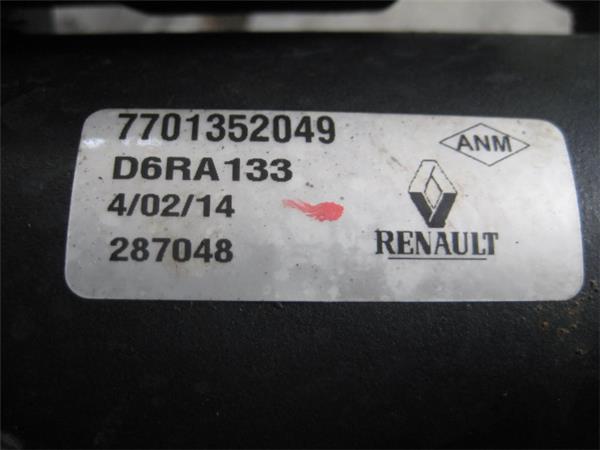 7701352049
ANM
D6RA133
4/02/14
287048
RENAULT